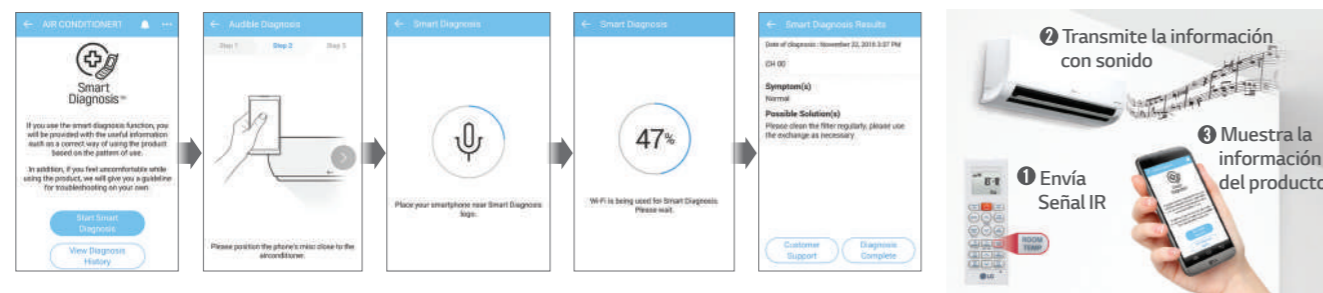 AIR CONDITIONER1
Smart
Diagnosis™
If you use the smart diagnosis function, you
will be provided with the useful information
such as a correct way of using the product
based on the pattern of use.
In addition, if you feel uncomfortable while
using the product, we will give you a guideline
for troubleshooting on your own
Start Smart
Diagnosis
View Diagnosis
History
Audible Diagnosis
Step 1 Step 2 Step 3
Please position the phone's misc close to the
airconditioner.
Smart Diagnosis
Place your smartphone near Smart Diagnosis
logo.
Smart Diagnosis
47%
Wi-Fi is being used for Smart Diagnosis.
Please wait.
Smart Diagnosis Results
Date of diagnosis : November 22, 2016 3:07 PM
CH 00
Symptom(s)
Normal
Possible Solution(s)
Please clean the filter regularly, please use
the exchange as necessary
Customer
Support
Diagnosis
Complete
2 Transmite la información
con sonido
3 Muestra la
información
del producto
1 Envía
Señal IR
ROOM
TEMP
LG